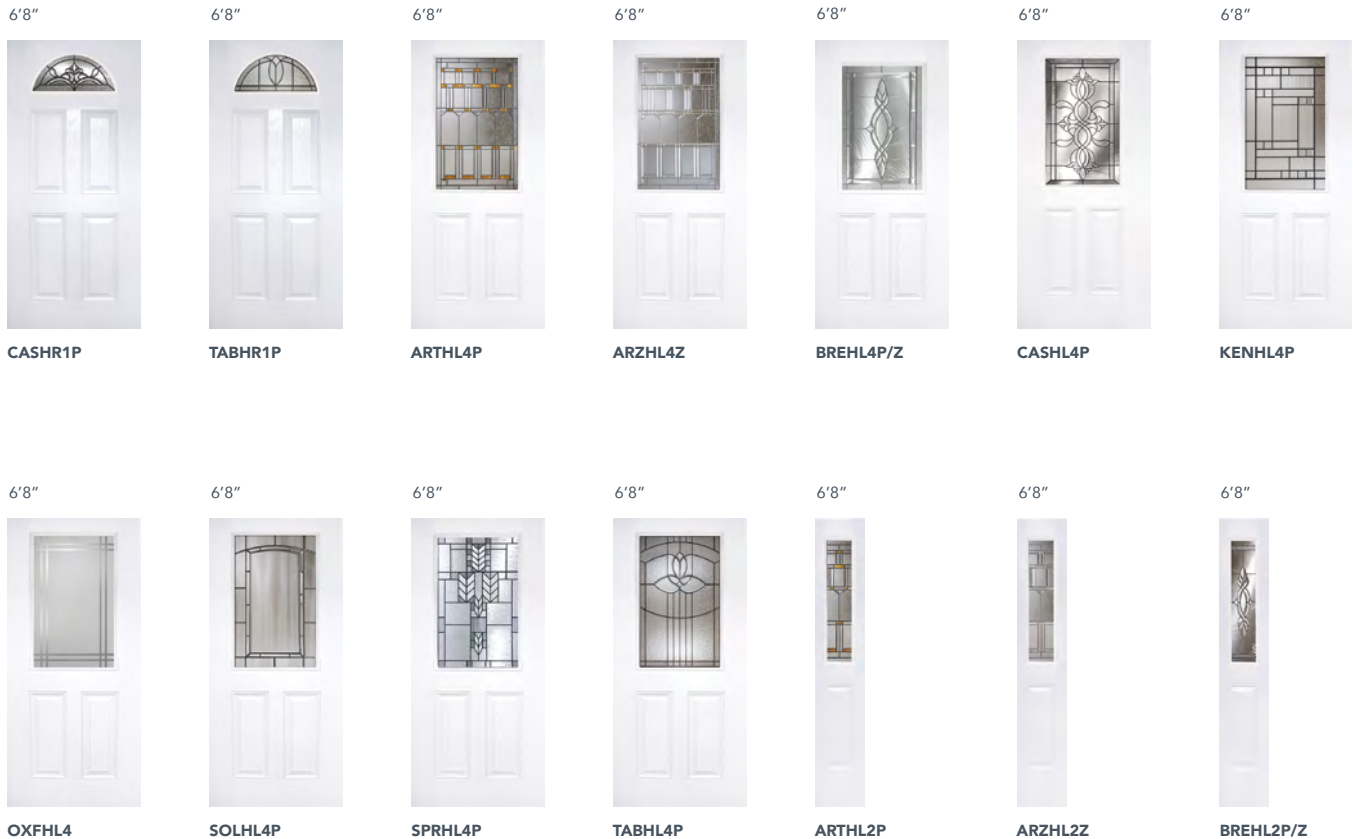 6’8” 6’8” 6’8” 6’8” 6’8” 6’8” 6’8”
CASHR1P TABHR1P ARTHL4P ARZHL4Z BREHL4P/Z CASHL4P KENHL4P
6’8” 6’8” 6’8” 6’8” 6’8” 6’8” 6’8”
OXFHL4 SOLHL4P SPRHL4P TABHL4P ARTHL2P ARZHL2Z BREHL2P/Z